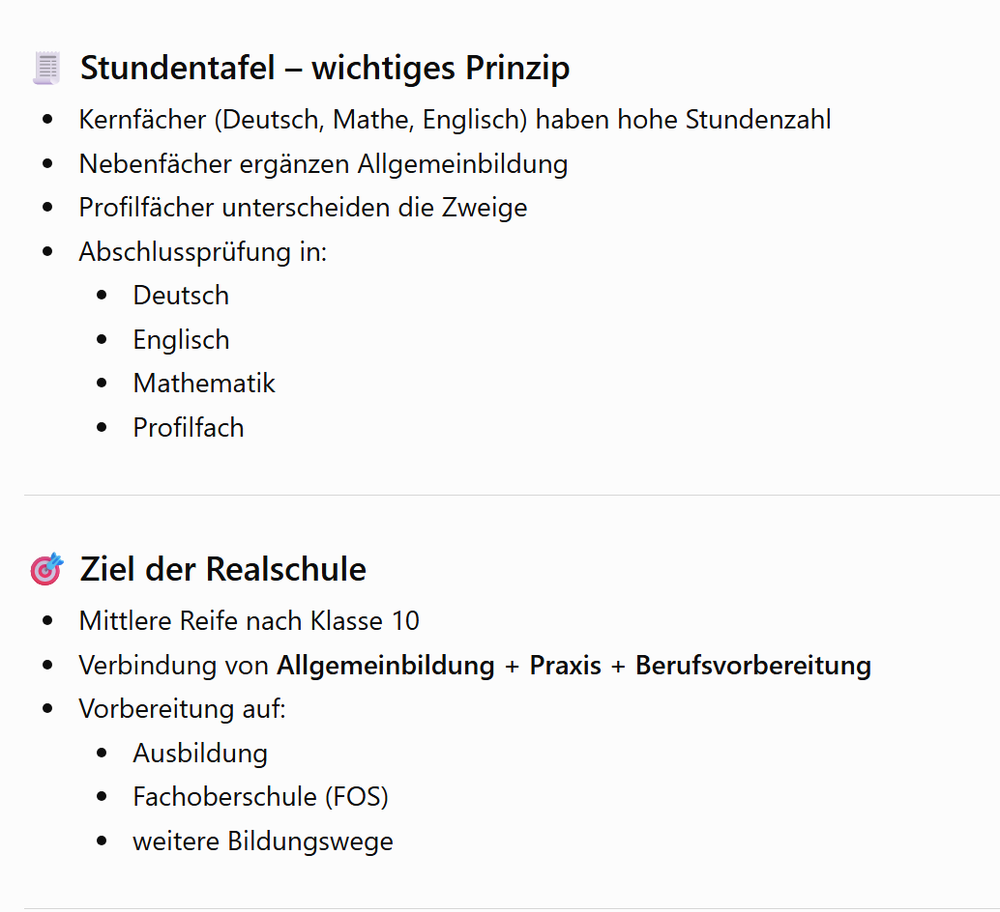 Stundentafel – wichtiges Prinzip
Kernfächer (Deutsch, Mathe, Englisch) haben hohe Stundenzahl
Nebenfächer ergänzen Allgemeinbildung
Profilfächer unterscheiden die Zweige
Abschlussprüfung in:
Deutsch
Englisch
Mathematik
Profilfach
Ziel der Realschule
Mittlere Reife nach Klasse 10
Verbindung von Allgemeinbildung + Praxis + Berufsvorbereitung
Vorbereitung auf:
Ausbildung
Fachoberschule (FOS)
weitere Bildungswege